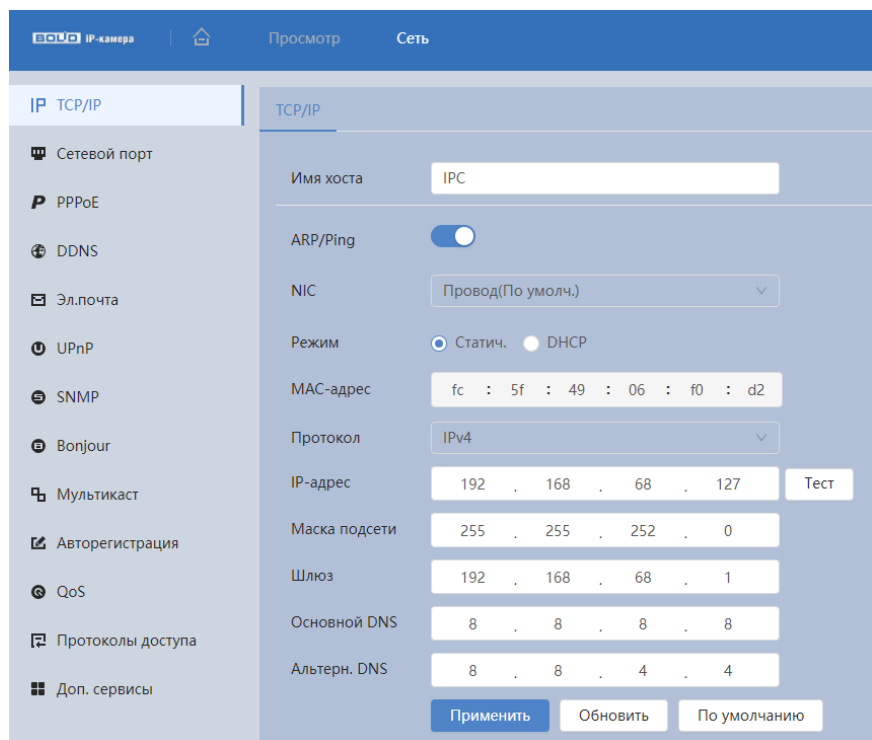 BOLID IP-камера Просмотр Сеть
TCP/IP
Сетевой порт
PPPoE
DDNS
Эл.почта
UPnP
SNMP
Bonjour
Мультикаст
Авторегистрация
QoS
Протоколы доступа
Доп. сервисы
TCP/IP
Имя хоста IPC
ARP/Ping
NIC Провод(По умолч.)
Режим Статич. DHCP
МАС-адрес fc : 5f : 49 : 06 : f0 : d2
Протокол IPv4
IP-адрес 192 . 168 . 68 . 127 Тест
Маска подсети 255 . 255 . 252 . 0
Шлюз 192 . 168 . 68 . 1
Основной DNS 8 . 8 . 8 . 8
Альтерн. DNS 8 . 8 . 4 . 4
Применить Обновить По умолчанию